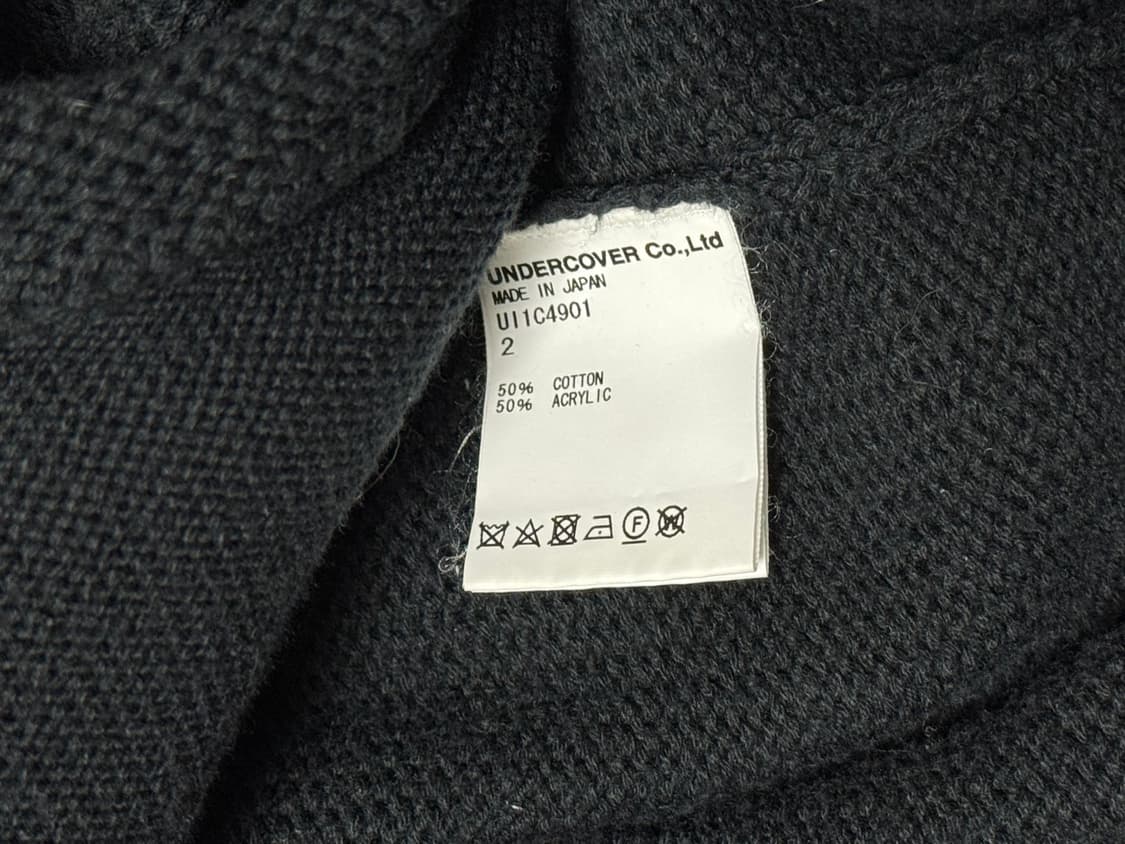 UNDERCOVER Co.,Ltd
MADE IN JAPAN
UI1C4901
2
50% COTTON
50% ACRYLIC
F W